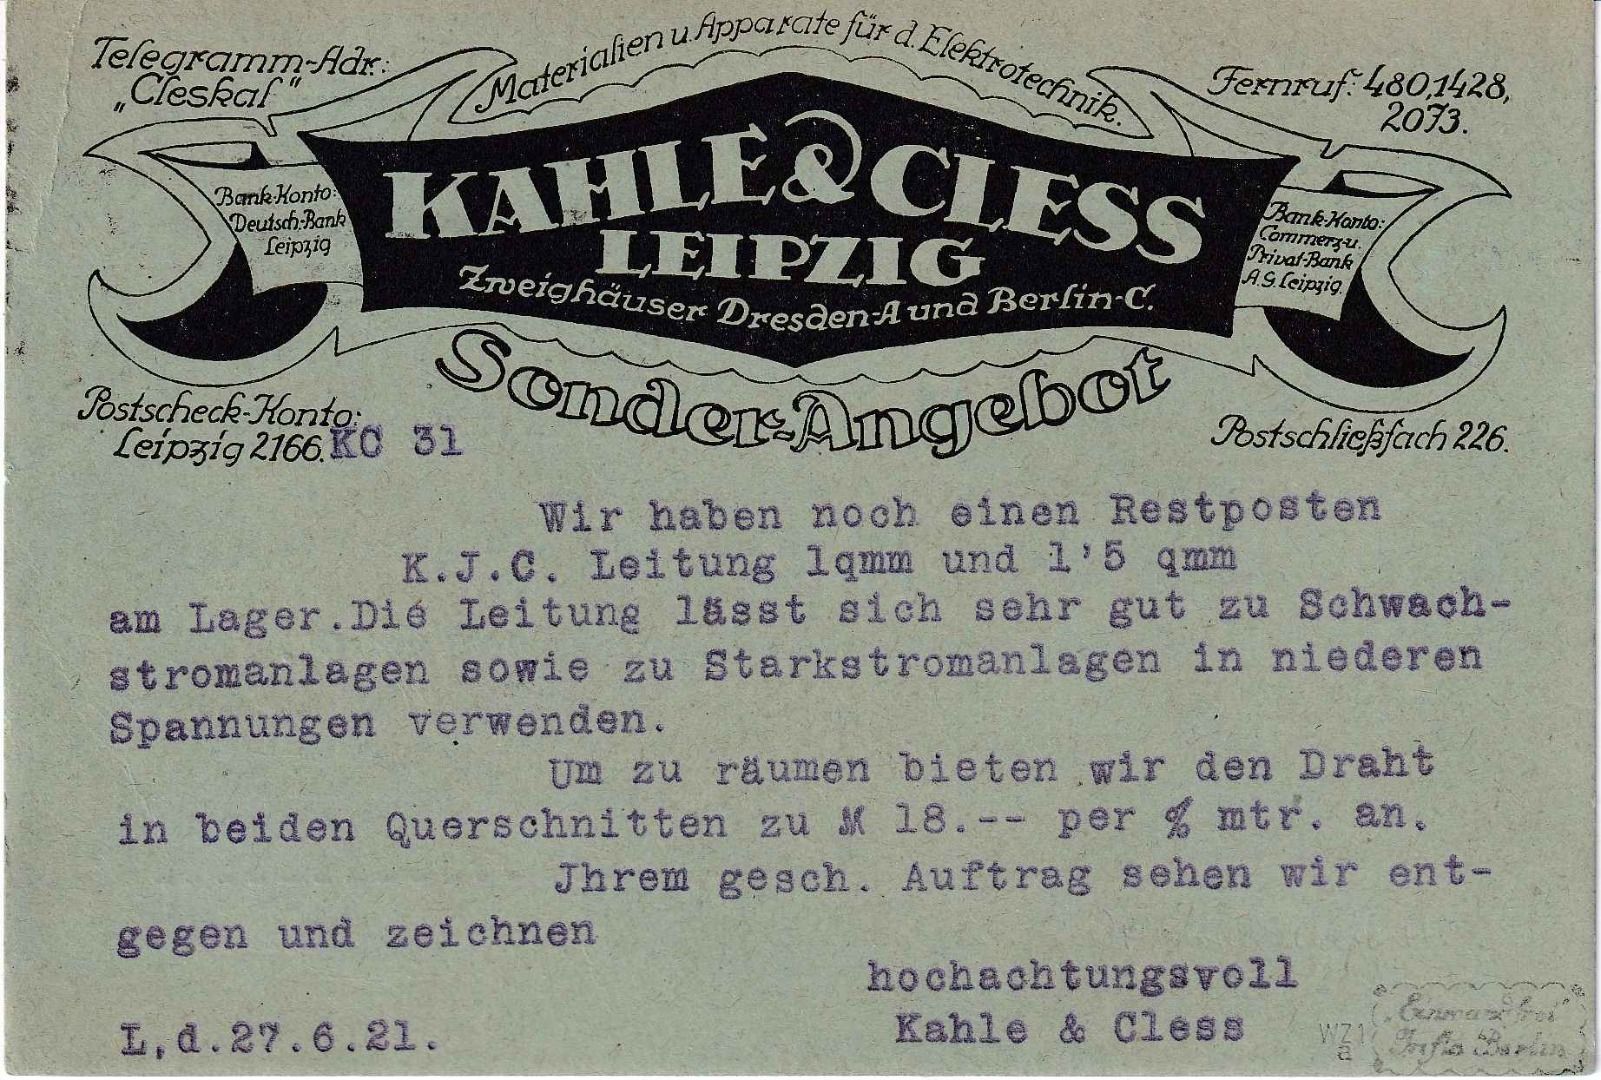 Materialien u. Apparate für d. Elektrotechnik.
Telegramm-Adr.:
„Cleskal"
Fernruf: 480,1428,
2073.
KAHLE & CLESS
LEIPZIG
Zweighäuser Dresden-A und Berlin-C.
Bank-Konto:
Deutsch-Bank
Leipzig
Bank-Konto:
Commerz-u.
Privat-Bank
A.G. Leipzig.
Sonder-Angebot
Postscheck-Konto:
Leipzig 2166.
Postschließfach 226.
KC 31
Wir haben noch einen Restposten
K.J.C. Leitung 1qmm und 1'5 qmm
am Lager.Die Leitung lässt sich sehr gut zu Schwach-
stromanlagen sowie zu Starkstromanlagen in niederen
Spannungen verwenden.
Um zu räumen bieten wir den Draht
in beiden Querschnitten zu M 18.-- per % mtr. an.
Jhrem gesch. Auftrag sehen wir ent-
gegen und zeichnen
hochachtungsvoll
Kahle & Cless
L,d.27.6.21.
WZ1
a
Berlin